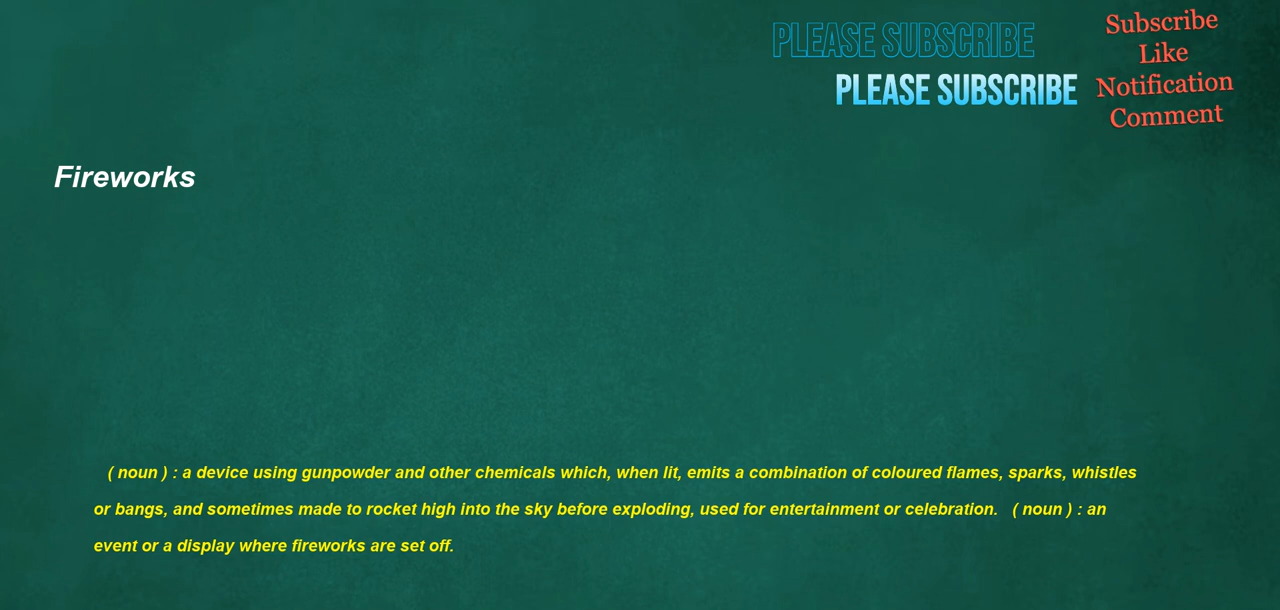 PLEASE SUBSCRIBE
PLEASE SUBSCRIBE
Subscribe
Like
Notification
Comment
Fireworks
( noun ) : a device using gunpowder and other chemicals which, when lit, emits a combination of coloured flames, sparks, whistles
or bangs, and sometimes made to rocket high into the sky before exploding, used for entertainment or celebration. ( noun ) : an
event or a display where fireworks are set off.